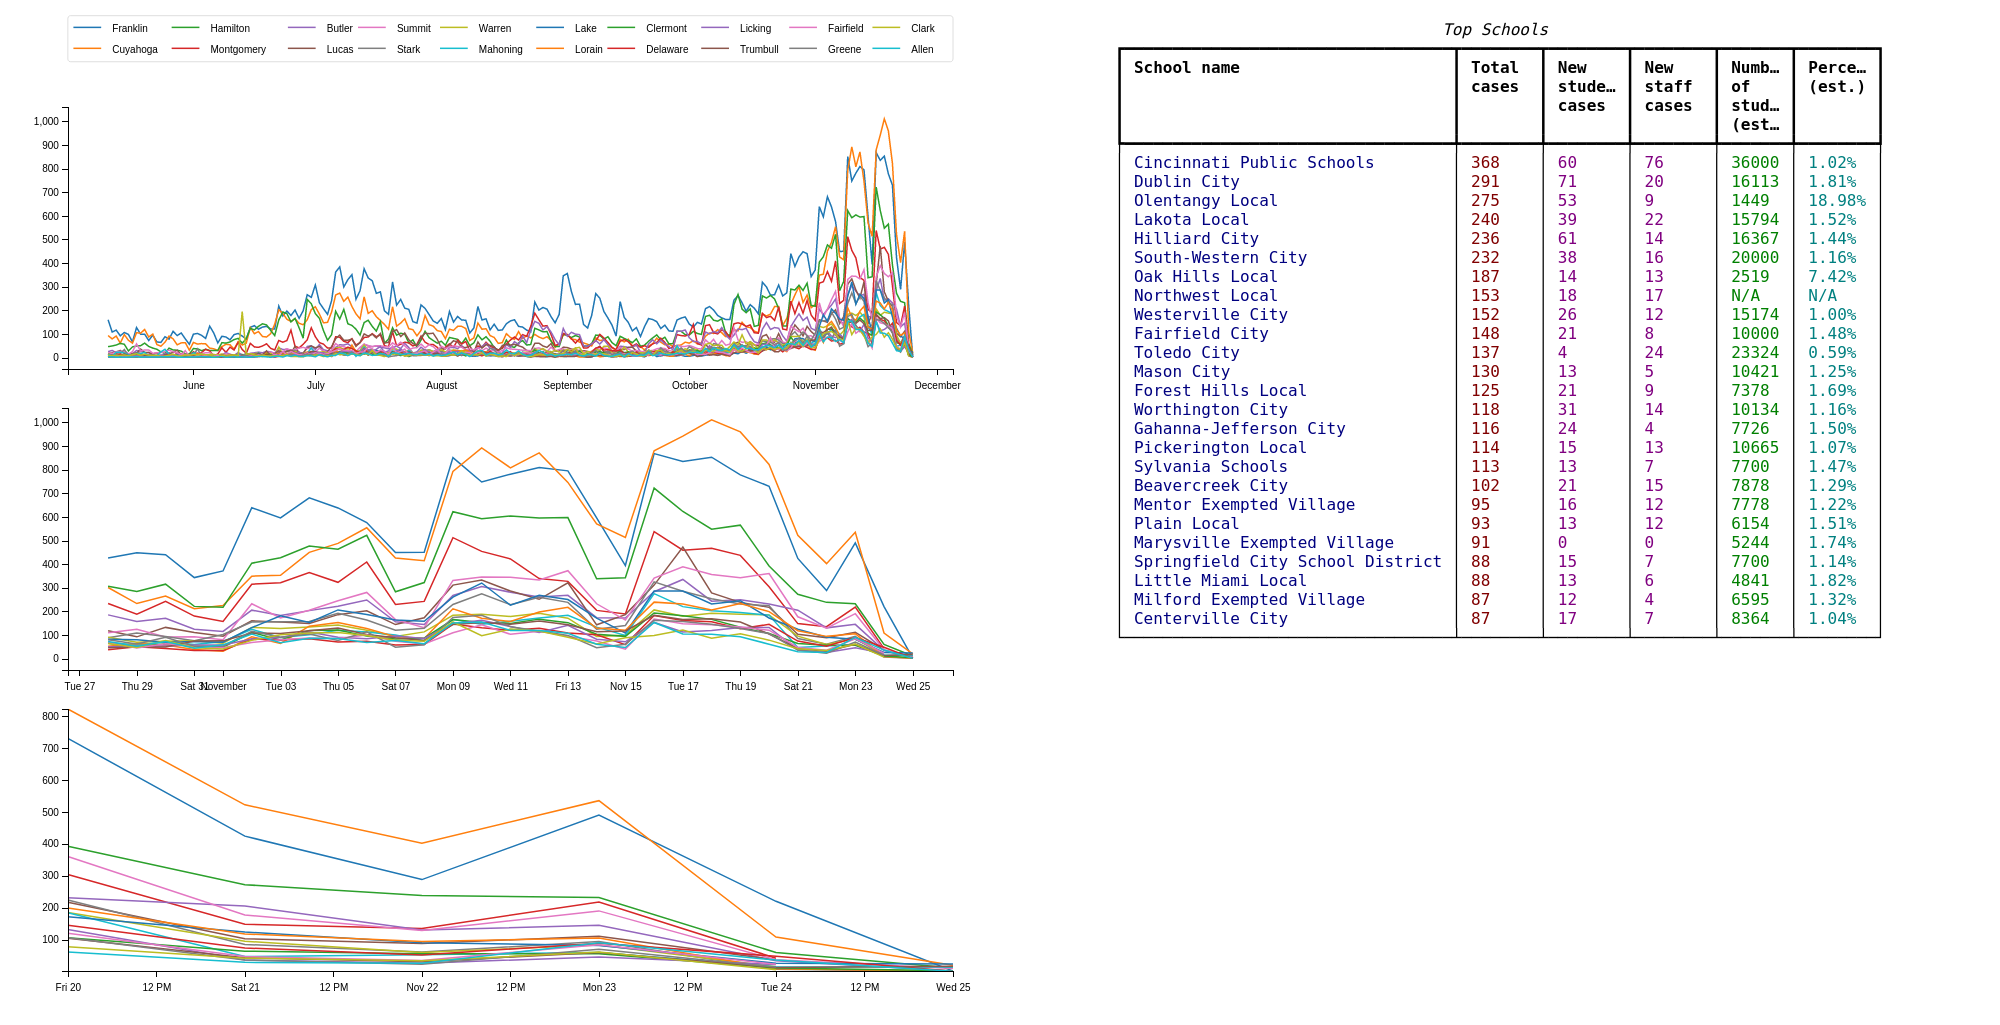 Franklin Hamilton Butler Summit Warren Lake Clermont Licking Fairfield Clark
Cuyahoga Montgomery Lucas Stark Mahoning Lorain Delaware Trumbull Greene Allen
1,000
900
800
700
600
500
400
300
200
100
0
June July August September October November December
1,000
900
800
700
600
500
400
300
200
100
0
Tue 27 Thu 29 Sat 31 November Tue 03 Thu 05 Sat 07 Mon 09 Wed 11 Fri 13 Nov 15 Tue 17 Thu 19 Sat 21 Mon 23 Wed 25
800
700
600
500
400
300
200
100
Fri 20 12 PM Sat 21 12 PM Nov 22 12 PM Mon 23 12 PM Tue 24 12 PM Wed 25
Top Schools
School name Total New New Numb… Perce…
cases stude… staff of (est.)
cases cases stud…
(est…
Cincinnati Public Schools 368 60 76 36000 1.02%
Dublin City 291 71 20 16113 1.81%
Olentangy Local 275 53 9 1449 18.98%
Lakota Local 240 39 22 15794 1.52%
Hilliard City 236 61 14 16367 1.44%
South-Western City 232 38 16 20000 1.16%
Oak Hills Local 187 14 13 2519 7.42%
Northwest Local 153 18 17 N/A N/A
Westerville City 152 26 12 15174 1.00%
Fairfield City 148 21 8 10000 1.48%
Toledo City 137 4 24 23324 0.59%
Mason City 130 13 5 10421 1.25%
Forest Hills Local 125 21 9 7378 1.69%
Worthington City 118 31 14 10134 1.16%
Gahanna-Jefferson City 116 24 4 7726 1.50%
Pickerington Local 114 15 13 10665 1.07%
Sylvania Schools 113 13 7 7700 1.47%
Beavercreek City 102 21 15 7878 1.29%
Mentor Exempted Village 95 16 12 7778 1.22%
Plain Local 93 13 12 6154 1.51%
Marysville Exempted Village 91 0 0 5244 1.74%
Springfield City School District 88 15 7 7700 1.14%
Little Miami Local 88 13 6 4841 1.82%
Milford Exempted Village 87 12 4 6595 1.32%
Centerville City 87 17 7 8364 1.04%